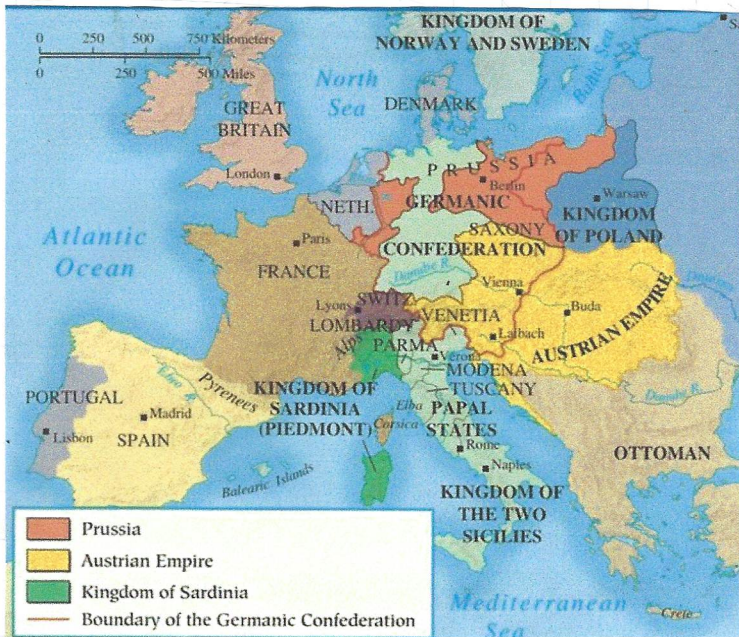 KINGDOM OF
NORWAY AND SWEDEN
0 250 500 750 Kilometers
0 250 500 Miles
North
Sea
Baltic Sea
DENMARK
GREAT
BRITAIN
London
PRUSSIA
Berlin
NETH.
GERMANIC
CONFEDERATION
SAXONY
Warsaw
KINGDOM
OF POLAND
Atlantic
Ocean
Paris
FRANCE
Danube R.
Vienna
Buda
AUSTRIAN EMPIRE
Lyons
SWITZ.
LOMBARDY
VENETIA
Laibach
Alps
PARMA
Verona
MODENA
TUSCANY
PORTUGAL
Lisbon
Ebro R.
Pyrenees
Madrid
SPAIN
KINGDOM OF
SARDINIA
(PIEDMONT)
Elba
Corsica
PAPAL
STATES
Rome
Naples
Danube R.
OTTOMAN
Balearic Islands
KINGDOM OF
THE TWO
SICILIES
Prussia
Austrian Empire
Kingdom of Sardinia
Boundary of the Germanic Confederation
Mediterranean
Sea
Crete